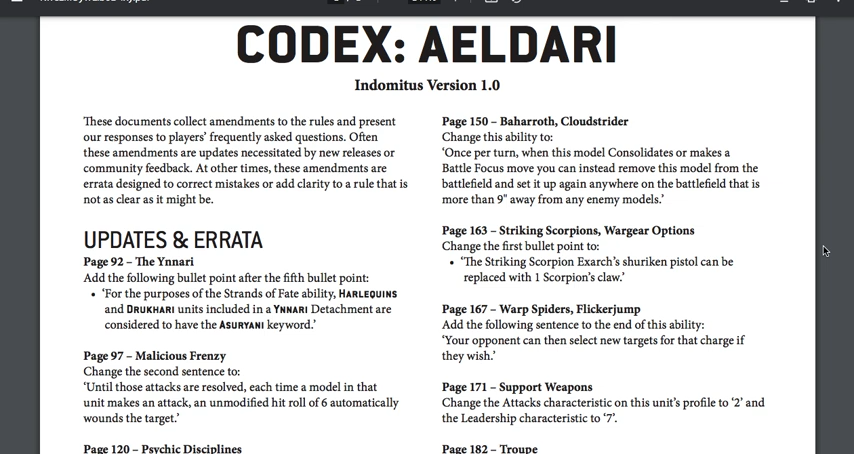 CODEX: AELDARI
Indomitus Version 1.0
These documents collect amendments to the rules and present
our responses to players’ frequently asked questions. Often
these amendments are updates necessitated by new releases or
community feedback. At other times, these amendments are
errata designed to correct mistakes or add clarity to a rule that is
not as clear as it might be.
UPDATES & ERRATA
Page 92 – The Ynnari
Add the following bullet point after the fifth bullet point:
• ‘For the purposes of the Strands of Fate ability, HARLEQUINS
and DRUKHARI units included in a YNNARI Detachment are
considered to have the ASURYANI keyword.’
Page 97 – Malicious Frenzy
Change the second sentence to:
‘Until those attacks are resolved, each time a model in that
unit makes an attack, an unmodified hit roll of 6 automatically
wounds the target.’
Page 120 – Psychic Disciplines
Page 150 – Baharroth, Cloudstrider
Change this ability to:
‘Once per turn, when this model Consolidates or makes a
Battle Focus move you can instead remove this model from the
battlefield and set it up again anywhere on the battlefield that is
more than 9" away from any enemy models.’
Page 163 – Striking Scorpions, Wargear Options
Change the first bullet point to:
• ‘The Striking Scorpion Exarch’s shuriken pistol can be
replaced with 1 Scorpion’s claw.’
Page 167 – Warp Spiders, Flickerjump
Add the following sentence to the end of this ability:
‘Your opponent can then select new targets for that charge if
they wish.’
Page 171 – Support Weapons
Change the Attacks characteristic on this unit’s profile to ‘2’ and
the Leadership characteristic to ‘7’.
Page 182 – Troupe